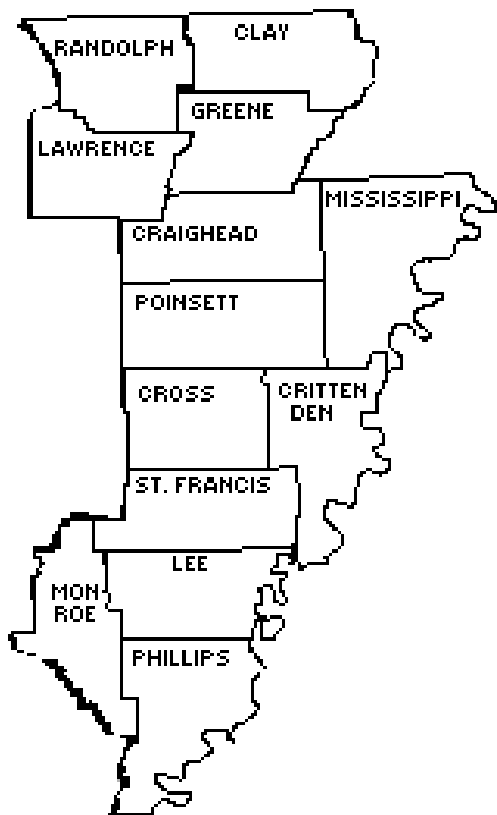 RANDOLPH
CLAY
GREENE
LAWRENCE
MISSISSIPPI
CRAIGHEAD
POINSETT
CROSS
CRITTEN
DEN
ST. FRANCIS
LEE
MON-
ROE
PHILLIPS